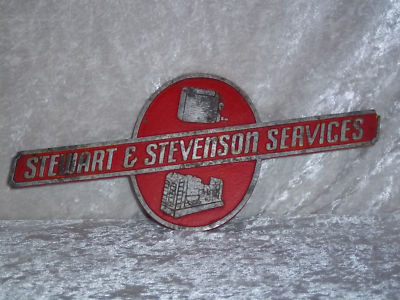 STEWART & STEVENSON SERVICES